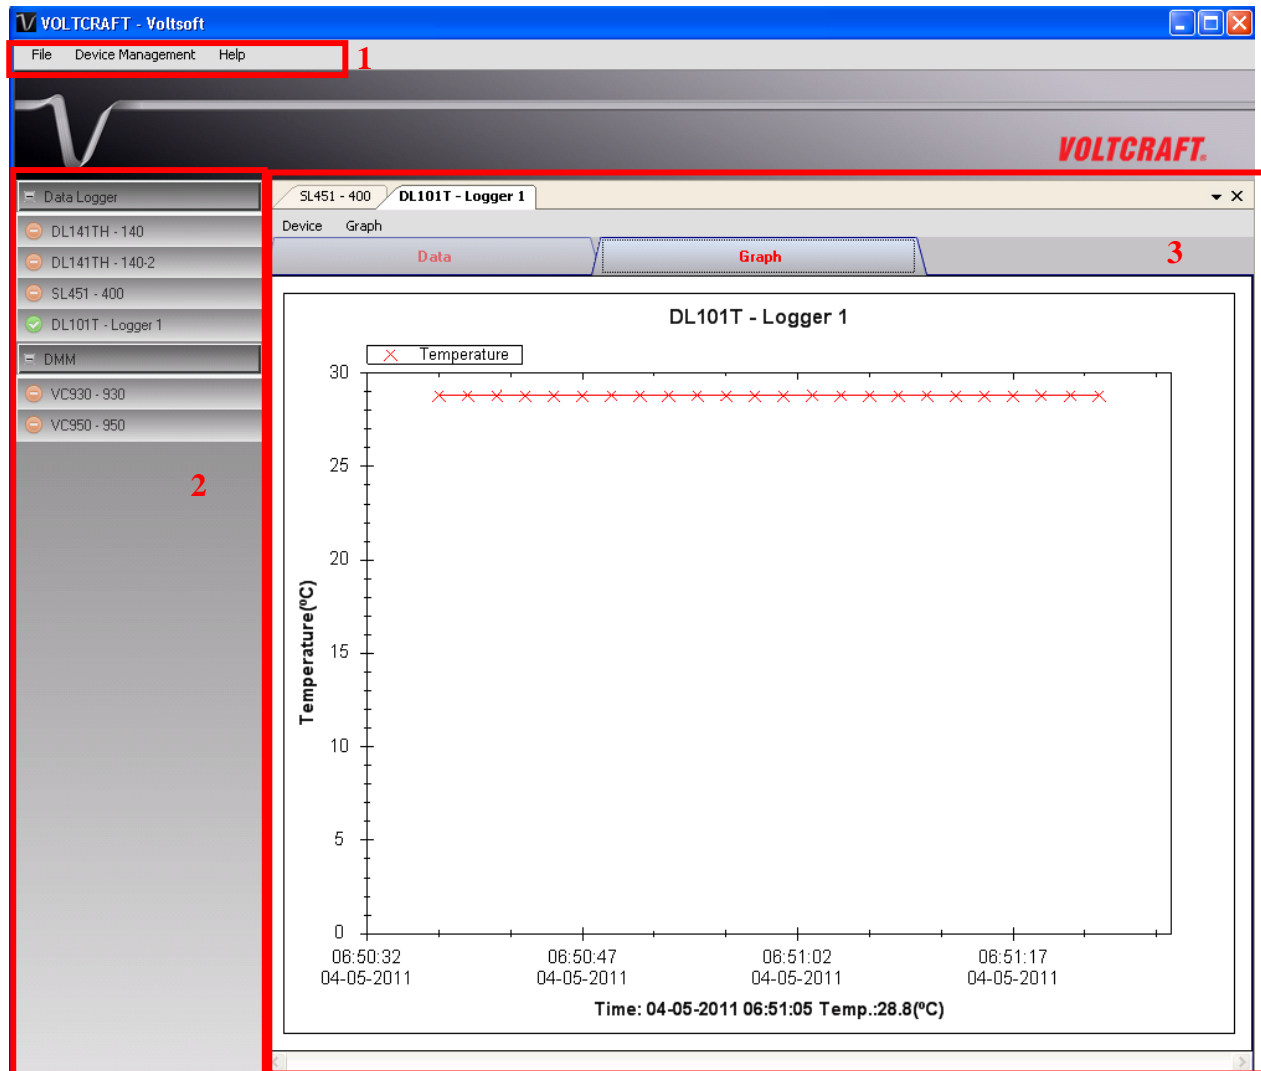 VOLTCRAFT - Voltsoft
File Device Management Help
1
VOLTCRAFT.
Data Logger
DL141TH - 140
DL141TH - 140-2
SL451 - 400
DL101T - Logger 1
DMM
VC930 - 930
VC950 - 950
2
SL451 - 400 DL101T - Logger 1
Device Graph
Data Graph
3
DL101T - Logger 1
Temperature
30
25
20
15
10
5
0
Temperature(ºC)
06:50:32 06:50:47 06:51:02 06:51:17
04-05-2011 04-05-2011 04-05-2011 04-05-2011
Time: 04-05-2011 06:51:05 Temp.:28.8(ºC)